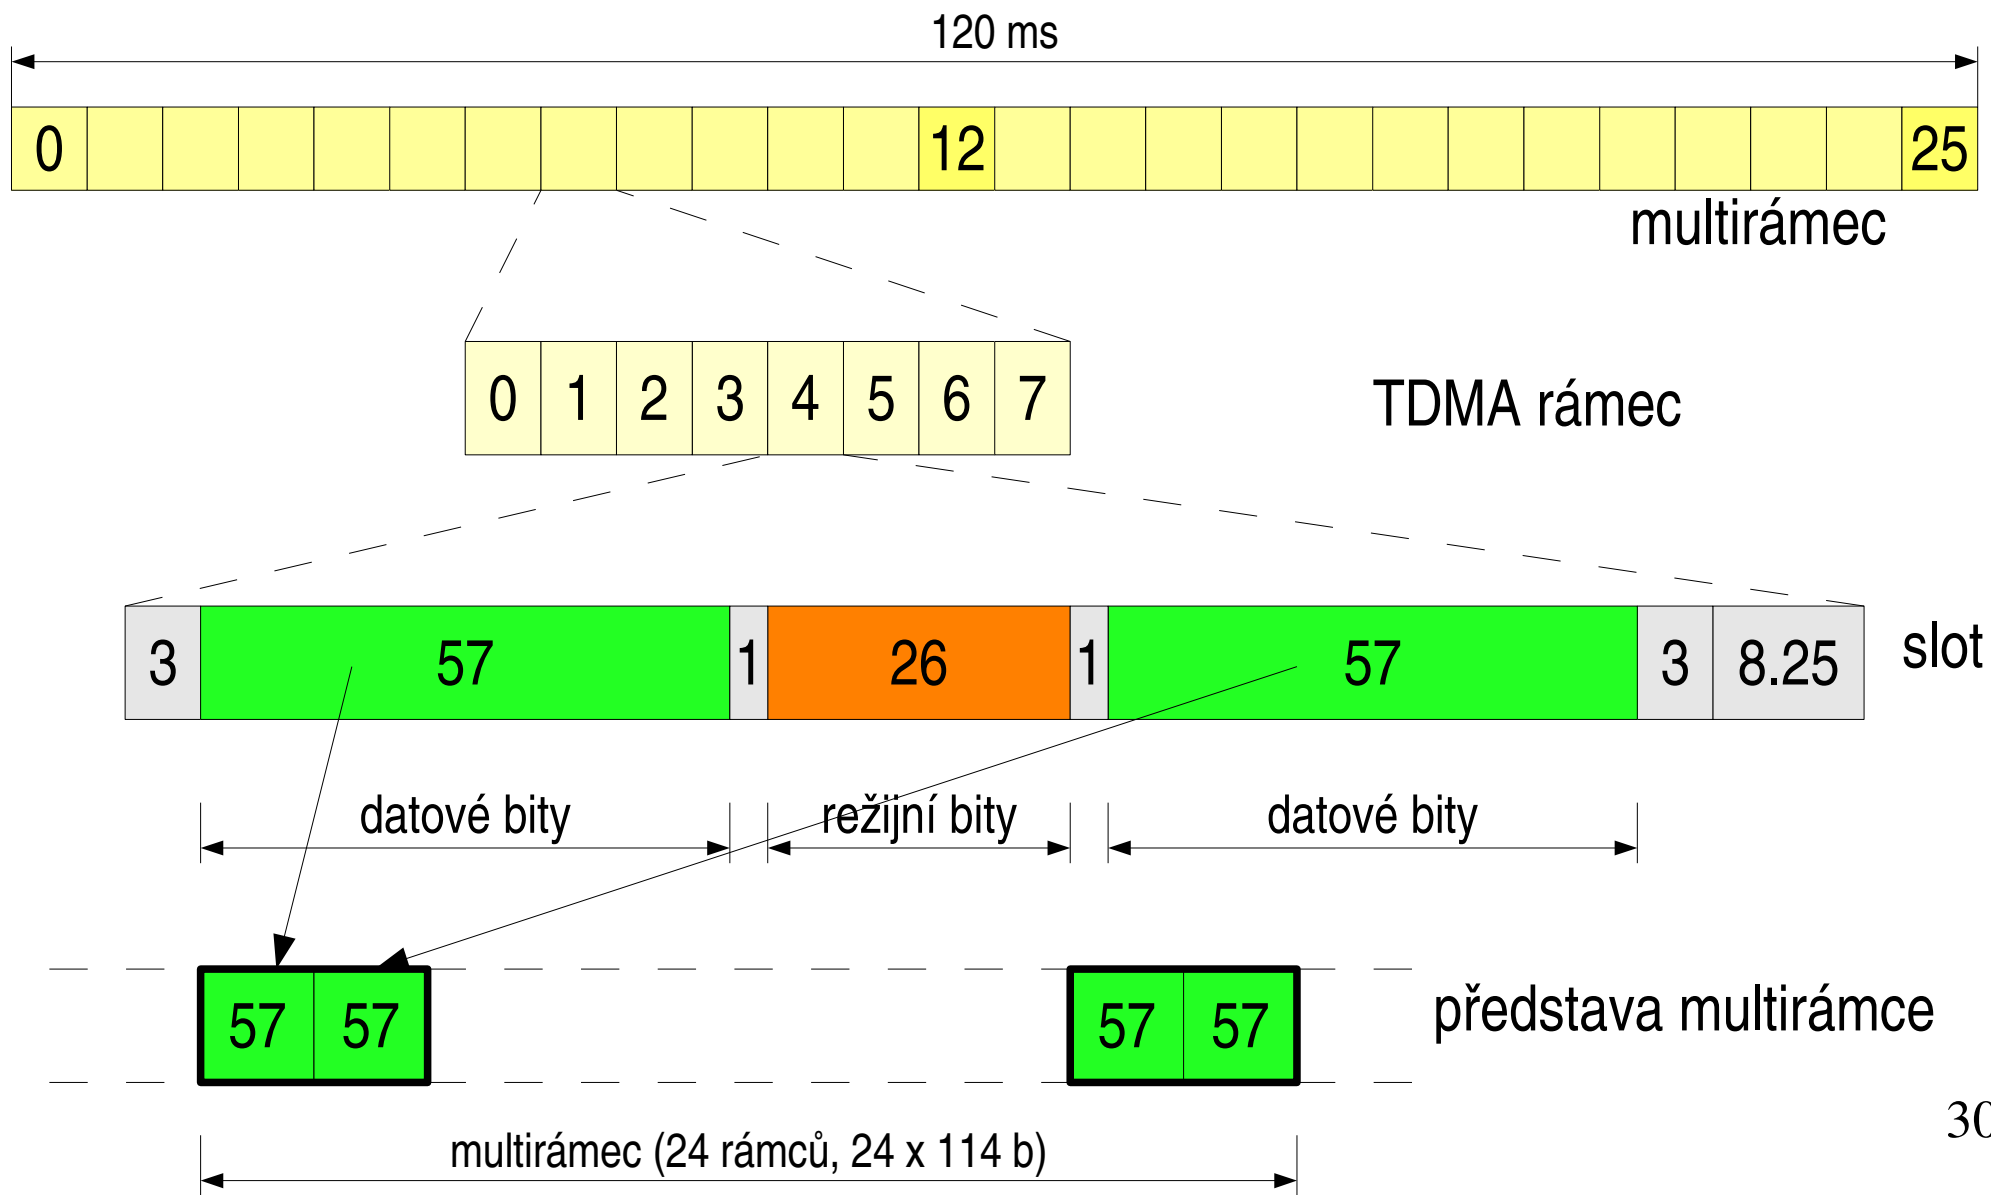 120 ms
0 12 25
multirámec
0 1 2 3 4 5 6 7
TDMA rámec
3 57 1 26 1 57 3 8.25
slot
datové bity režijní bity datové bity
57 57 57 57
představa multirámce
30
multirámec (24 rámců, 24 x 114 b)